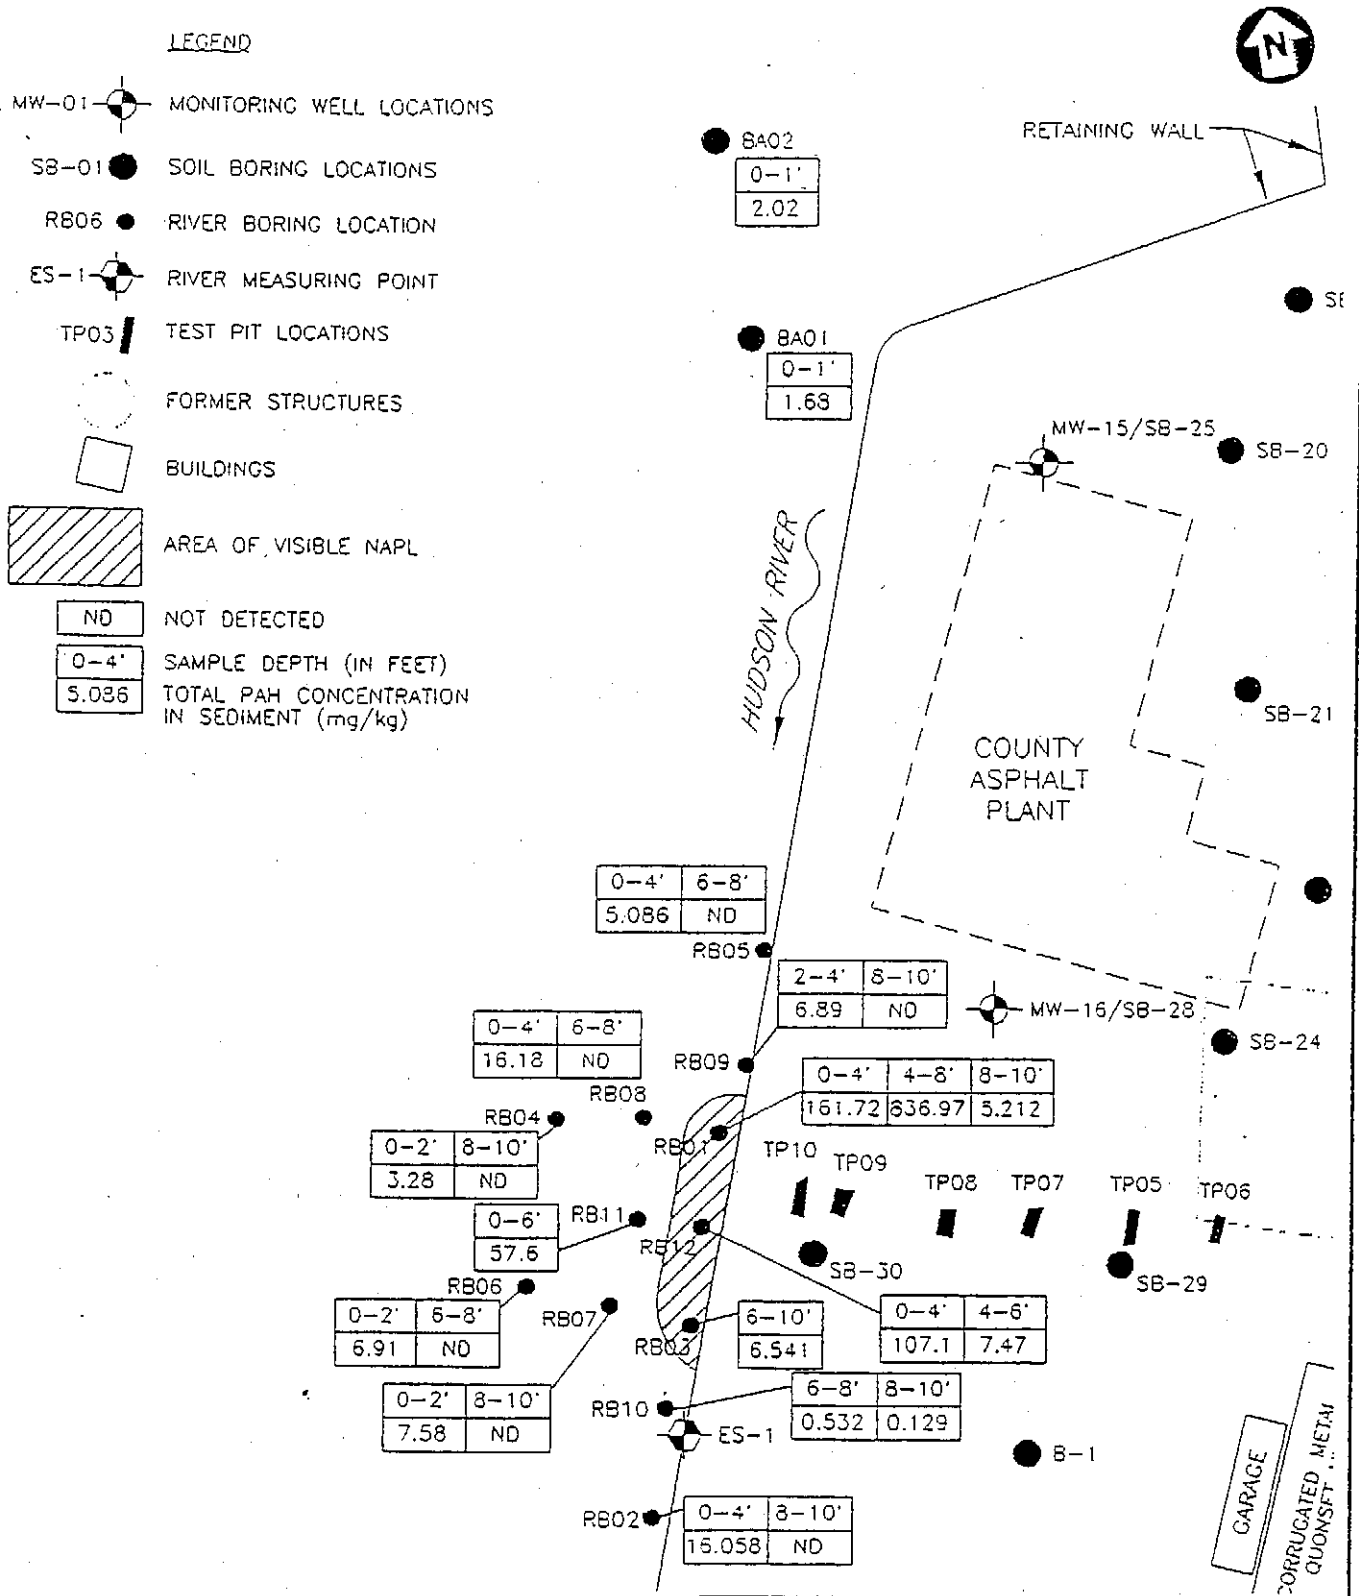 LEGEND
MW-01 MONITORING WELL LOCATIONS
SB-01 SOIL BORING LOCATIONS
RB06 RIVER BORING LOCATION
ES-1 RIVER MEASURING POINT
TP03 TEST PIT LOCATIONS
FORMER STRUCTURES
BUILDINGS
AREA OF VISIBLE NAPL
ND NOT DETECTED
0-4' SAMPLE DEPTH (IN FEET)
5.086 TOTAL PAH CONCENTRATION
IN SEDIMENT (mg/kg)
N
RETAINING WALL
BA02
0-1'
2.02
BA01
0-1'
1.68
MW-15/SB-25
SB-20
HUDSON RIVER
SB-21
COUNTY
ASPHALT
PLANT
0-4' 6-8'
5.086 ND
RB05
2-4' 8-10'
6.89 ND
MW-16/SB-28
SB-24
0-4' 6-8'
16.18 ND
RB09
RB08
0-4' 4-8' 8-10'
161.72 836.97 5.212
RB04
0-2' 8-10'
3.28 ND
RB01
TP10
TP09
TP08
TP07
TP05
TP06
0-6'
57.6
RB11
RB12
SB-30
SB-29
RB06
0-2' 6-8'
6.91 ND
RB07
RB03
6-10'
6.541
0-4' 4-6'
107.1 7.47
0-2' 8-10'
7.58 ND
RB10
6-8' 8-10'
0.532 0.129
ES-1
B-1
GARAGE
CORRUGATED METAL
QUONSET
RB02
0-4' 8-10'
16.058 ND